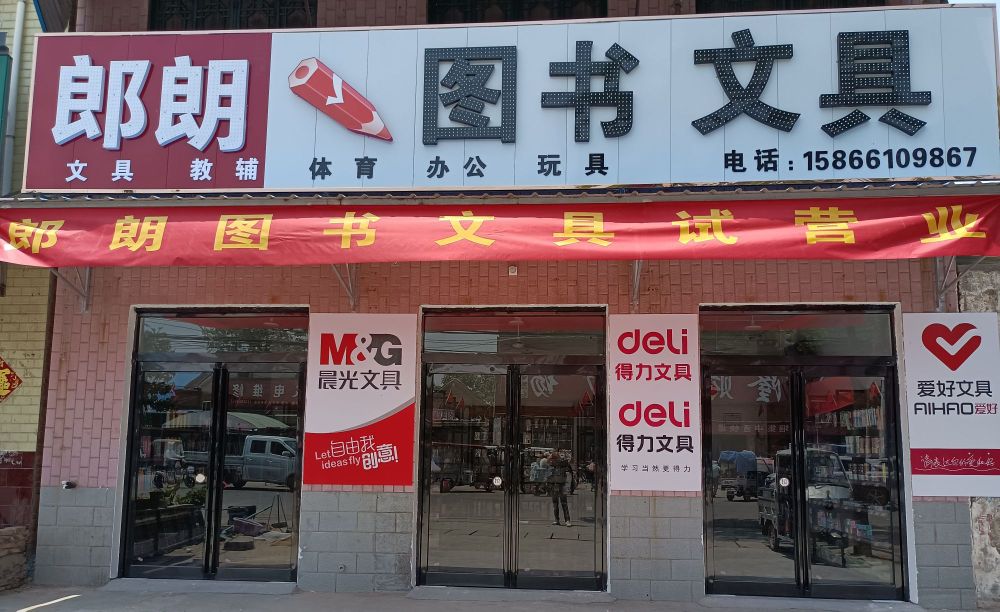 郎朗 图书 文具
文具 教辅 体育 办公 玩具 电话：15866109867
郎朗图书文具试营业
M&G
晨光文具
自由我
创意!
Let ideas fly
deli
得力文具
deli
得力文具
学习当然更得力
爱好文具
AIHAO爱好